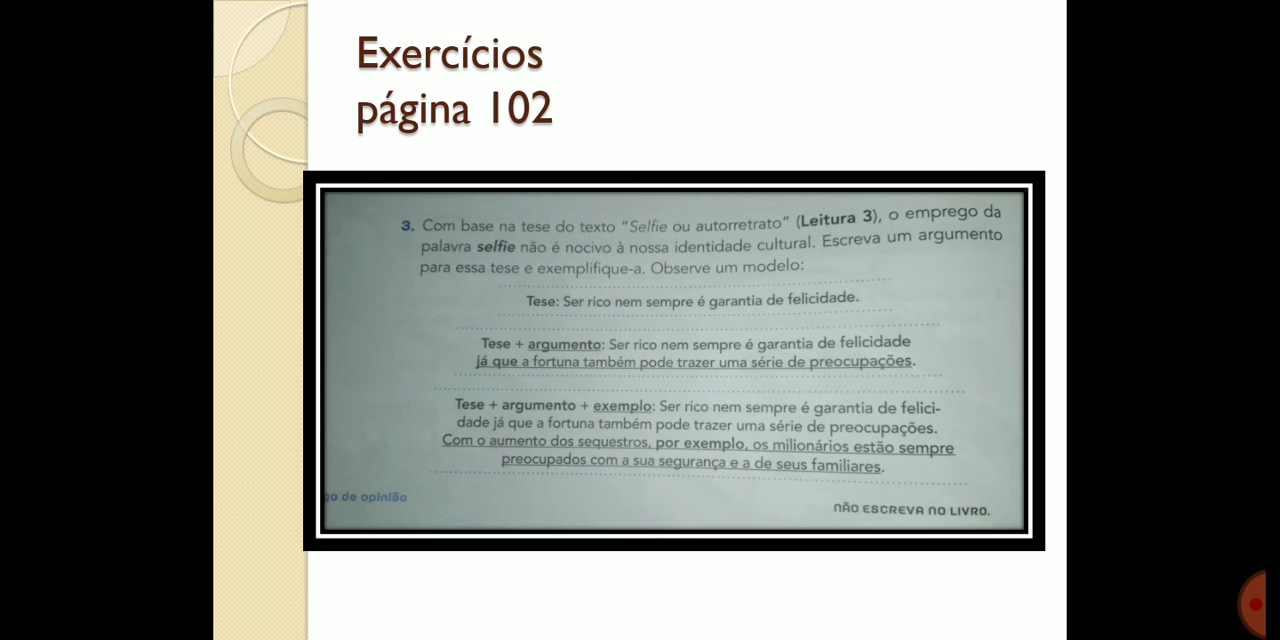 Exercícios
página 102
3. Com base na tese do texto "Selfie ou autorretrato" (Leitura 3), o emprego da
palavra selfie não é nocivo à nossa identidade cultural. Escreva um argumento
para essa tese e exemplifique-a. Observe um modelo:
Tese: Ser rico nem sempre é garantia de felicidade.
Tese + argumento: Ser rico nem sempre é garantia de felicidade
já que a fortuna também pode trazer uma série de preocupações.
Tese + argumento + exemplo: Ser rico nem sempre é garantia de felici-
dade já que a fortuna também pode trazer uma série de preocupações.
Com o aumento dos sequestros, por exemplo, os milionários estão sempre
preocupados com a sua segurança e a de seus familiares.
go de opinião
NÃO ESCREVA NO LIVRO.